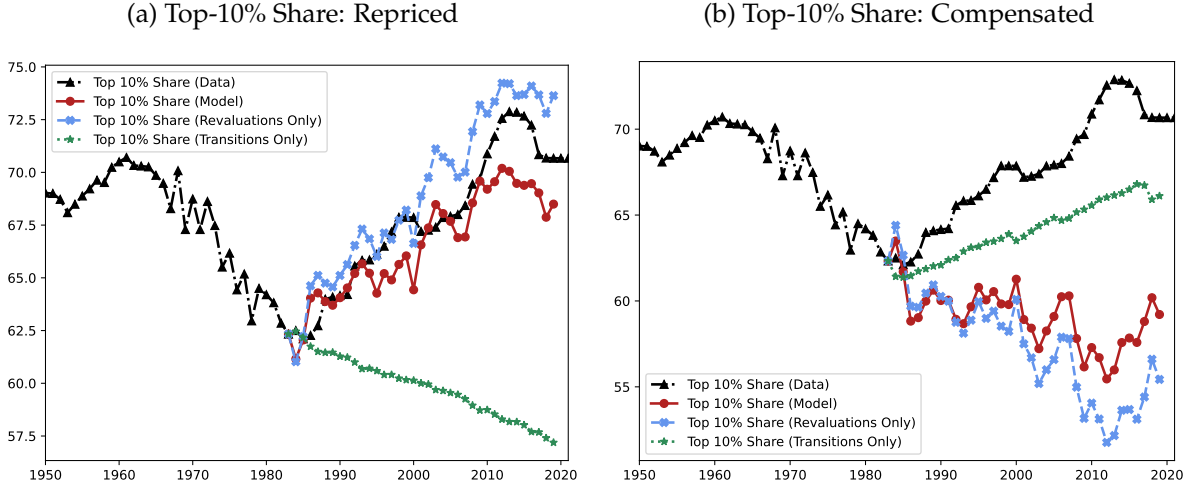 (a) Top-10% Share: Repriced
75.0
72.5
70.0
67.5
65.0
62.5
60.0
57.5
1950 1960 1970 1980 1990 2000 2010 2020
Top 10% Share (Data)
Top 10% Share (Model)
Top 10% Share (Revaluations Only)
Top 10% Share (Transitions Only)
(b) Top-10% Share: Compensated
70
65
60
55
1950 1960 1970 1980 1990 2000 2010 2020
Top 10% Share (Data)
Top 10% Share (Model)
Top 10% Share (Revaluations Only)
Top 10% Share (Transitions Only)